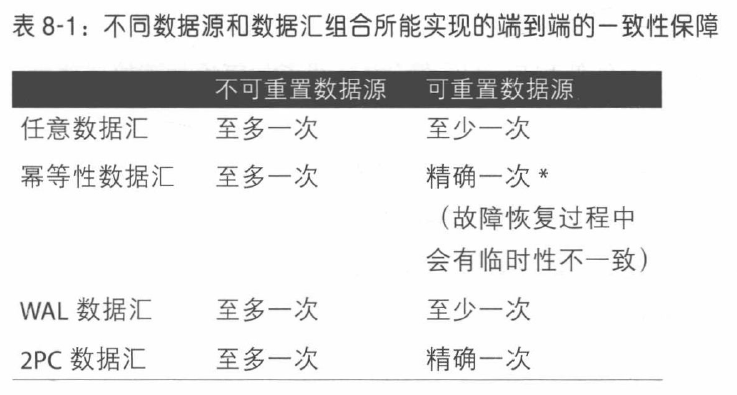 表 8-1：不同数据源和数据汇组合所能实现的端到端的一致性保障
不可重置数据源 可重置数据源
任意数据汇 至多一次 至少一次
幂等性数据汇 至多一次 精确一次 *
（故障恢复过程中
会有临时性不一致）
WAL 数据汇 至多一次 至少一次
2PC 数据汇 至多一次 精确一次